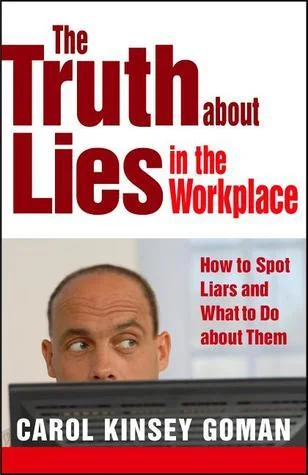 The
Truth about
Lies in the
Workplace
How to Spot
Liars and
What to Do
about Them
CAROL KINSEY GOMAN